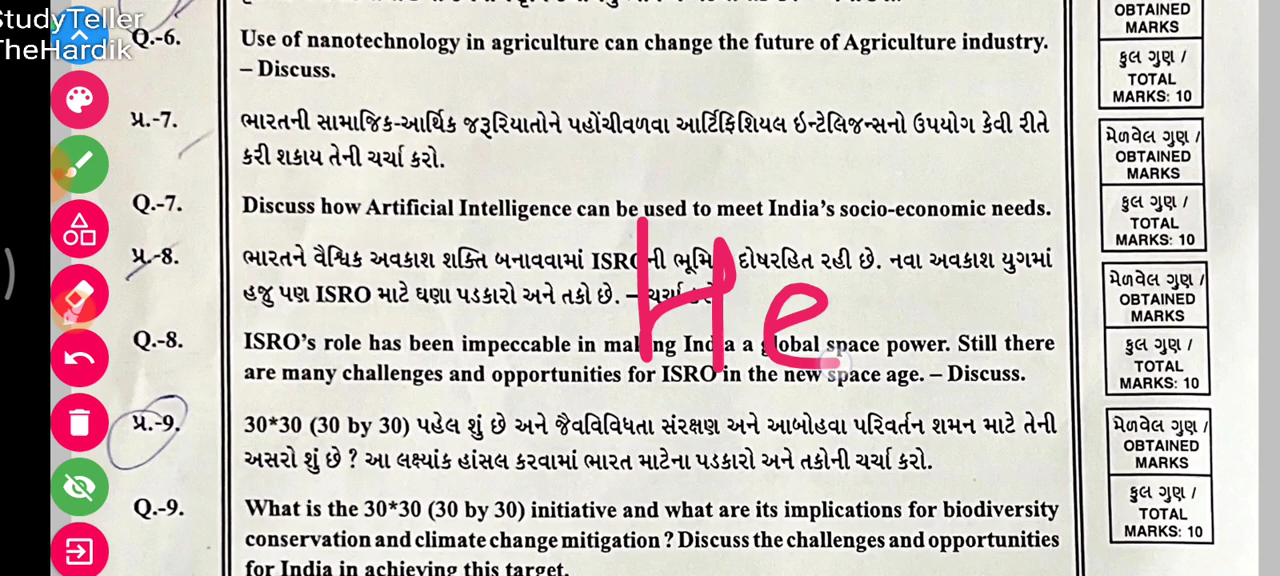 StudyTeller
TheHardik
Q.-6.
Use of nanotechnology in agriculture can change the future of Agriculture industry.
– Discuss.
OBTAINED
MARKS
કુલ ગુણ /
TOTAL
MARKS: 10
પ્ર.-7.
ભારતની સામાજિક-આર્થિક જરૂરિયાતોને પહોંચીવળવા આર્ટિફિશિયલ ઇન્ટેલિજન્સનો ઉપયોગ કેવી રીતે
કરી શકાય તેની ચર્ચા કરો.
Q.-7.
Discuss how Artificial Intelligence can be used to meet India's socio-economic needs.
મેળવેલ ગુણ /
OBTAINED
MARKS
કુલ ગુણ /
TOTAL
MARKS: 10
પ્ર.-8.
ભારતને વૈશ્વિક અવકાશ શક્તિ બનાવવામાં ISROની ભૂમિ દોષરહિત રહી છે. નવા અવકાશ યુગમાં
હજુ પણ ISRO માટે ઘણા પડકારો અને તકો છે. – ચર્ચા કરો
He
Q.-8.
ISRO's role has been impeccable in making India a global space power. Still there
are many challenges and opportunities for ISRO in the new space age. – Discuss.
મેળવેલ ગુણ /
OBTAINED
MARKS
કુલ ગુણ /
TOTAL
MARKS: 10
પ્ર.-9.
30*30 (30 by 30) પહેલ શું છે અને જૈવવિવિધતા સંરક્ષણ અને આબોહવા પરિવર્તન શમન માટે તેની
અસરો શું છે ? આ લક્ષ્યાંક હાંસલ કરવામાં ભારત માટેના પડકારો અને તકોની ચર્ચા કરો.
Q.-9.
What is the 30*30 (30 by 30) initiative and what are its implications for biodiversity
conservation and climate change mitigation ? Discuss the challenges and opportunities
for India in achieving this target.
મેળવેલ ગુણ /
OBTAINED
MARKS
કુલ ગુણ /
TOTAL
MARKS: 10